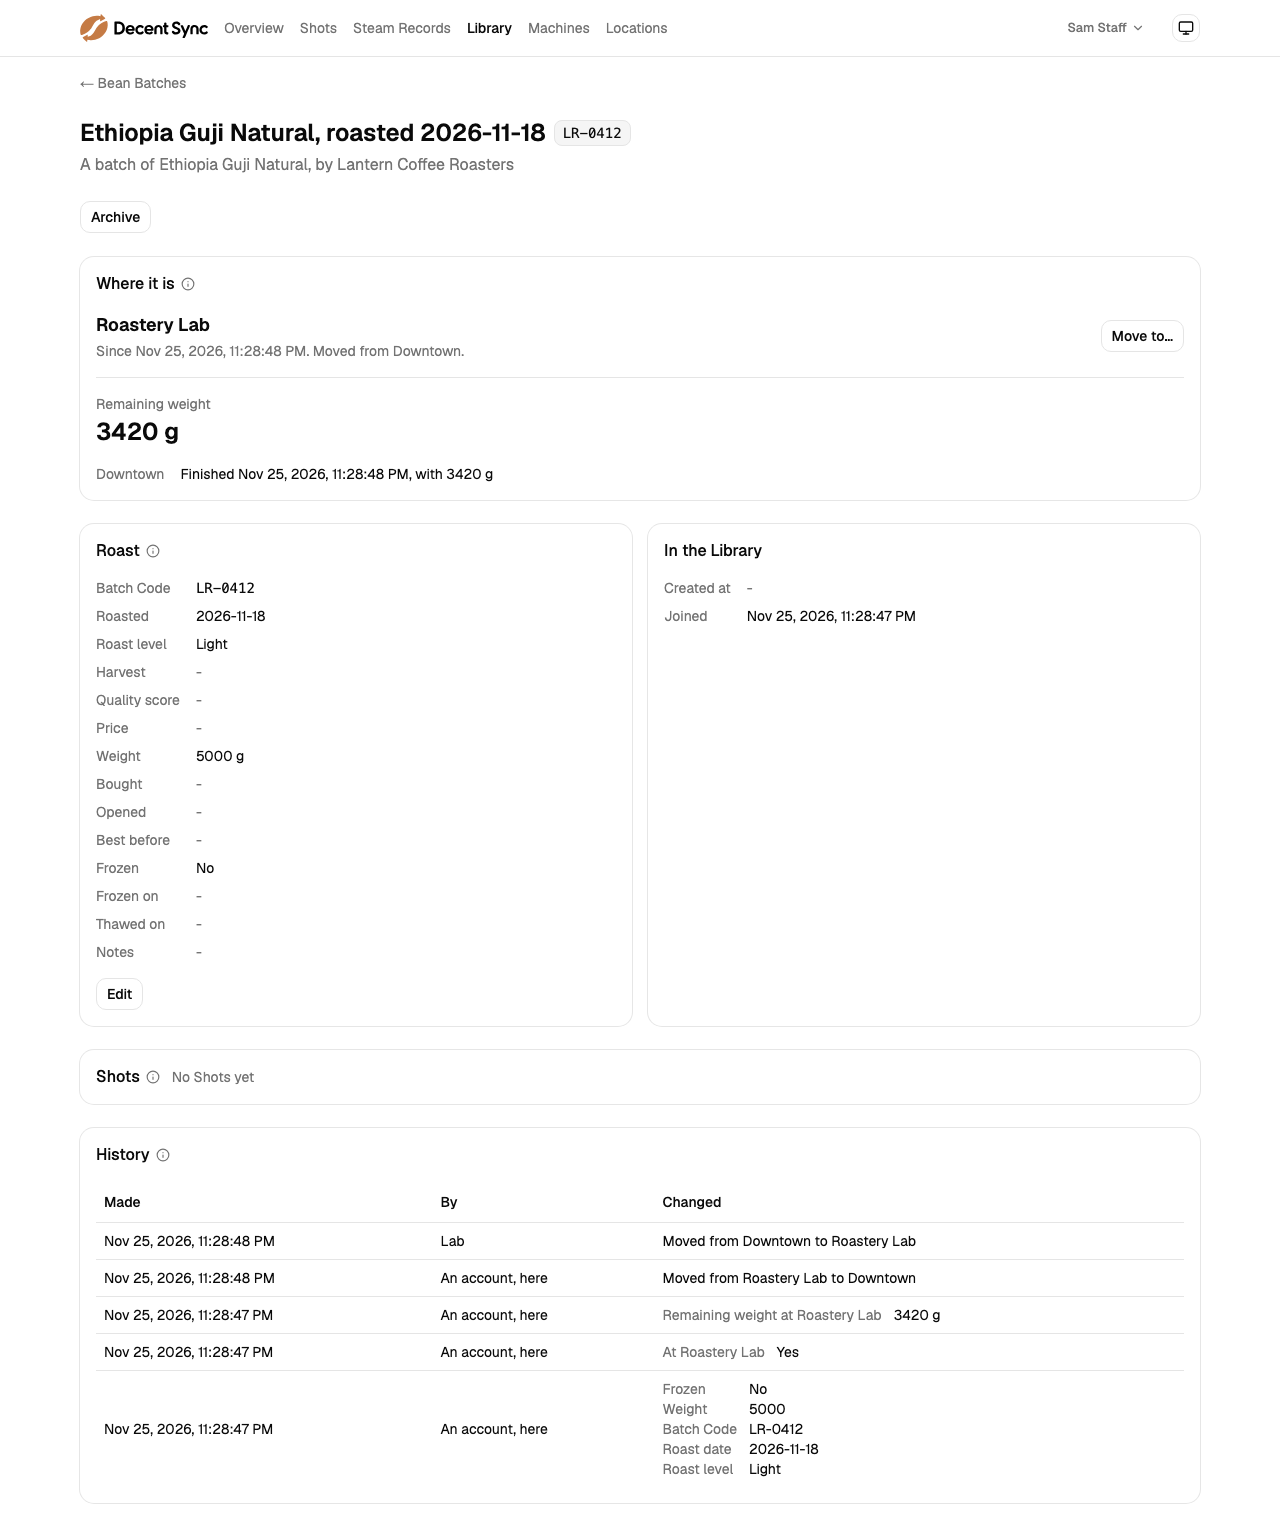 Decent Sync Overview Shots Steam Records Library Machines Locations Sam Staff
← Bean Batches
Ethiopia Guji Natural, roasted 2026-11-18 LR-0412
A batch of Ethiopia Guji Natural, by Lantern Coffee Roasters
Archive
Where it is
Roastery Lab
Since Nov 25, 2026, 11:28:48 PM. Moved from Downtown.
Move to...
Remaining weight
3420 g
Downtown Finished Nov 25, 2026, 11:28:48 PM, with 3420 g
Roast
Batch Code LR-0412
Roasted 2026-11-18
Roast level Light
Harvest -
Quality score -
Price -
Weight 5000 g
Bought -
Opened -
Best before -
Frozen No
Frozen on -
Thawed on -
Notes -
Edit
In the Library
Created at -
Joined Nov 25, 2026, 11:28:47 PM
Shots No Shots yet
History
Made By Changed
Nov 25, 2026, 11:28:48 PM Lab Moved from Downtown to Roastery Lab
Nov 25, 2026, 11:28:48 PM An account, here Moved from Roastery Lab to Downtown
Nov 25, 2026, 11:28:47 PM An account, here Remaining weight at Roastery Lab 3420 g
Nov 25, 2026, 11:28:47 PM An account, here At Roastery Lab Yes
Nov 25, 2026, 11:28:47 PM An account, here
Frozen No
Weight 5000
Batch Code LR-0412
Roast date 2026-11-18
Roast level Light